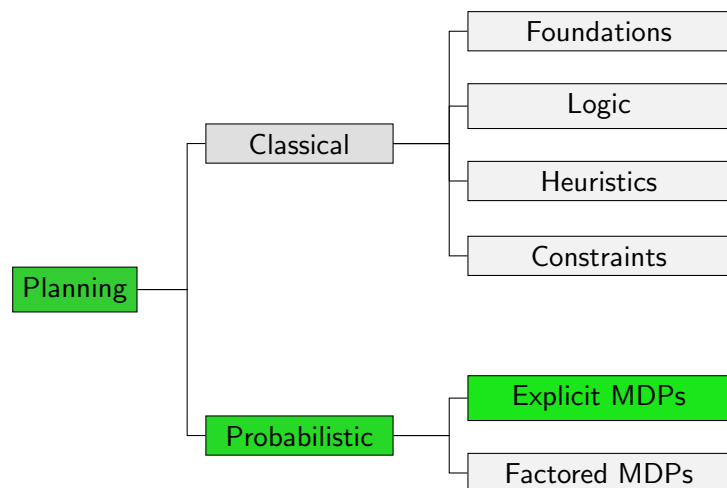 Foundations
Logic
Classical
Heuristics
Constraints
Planning
Explicit MDPs
Probabilistic
Factored MDPs